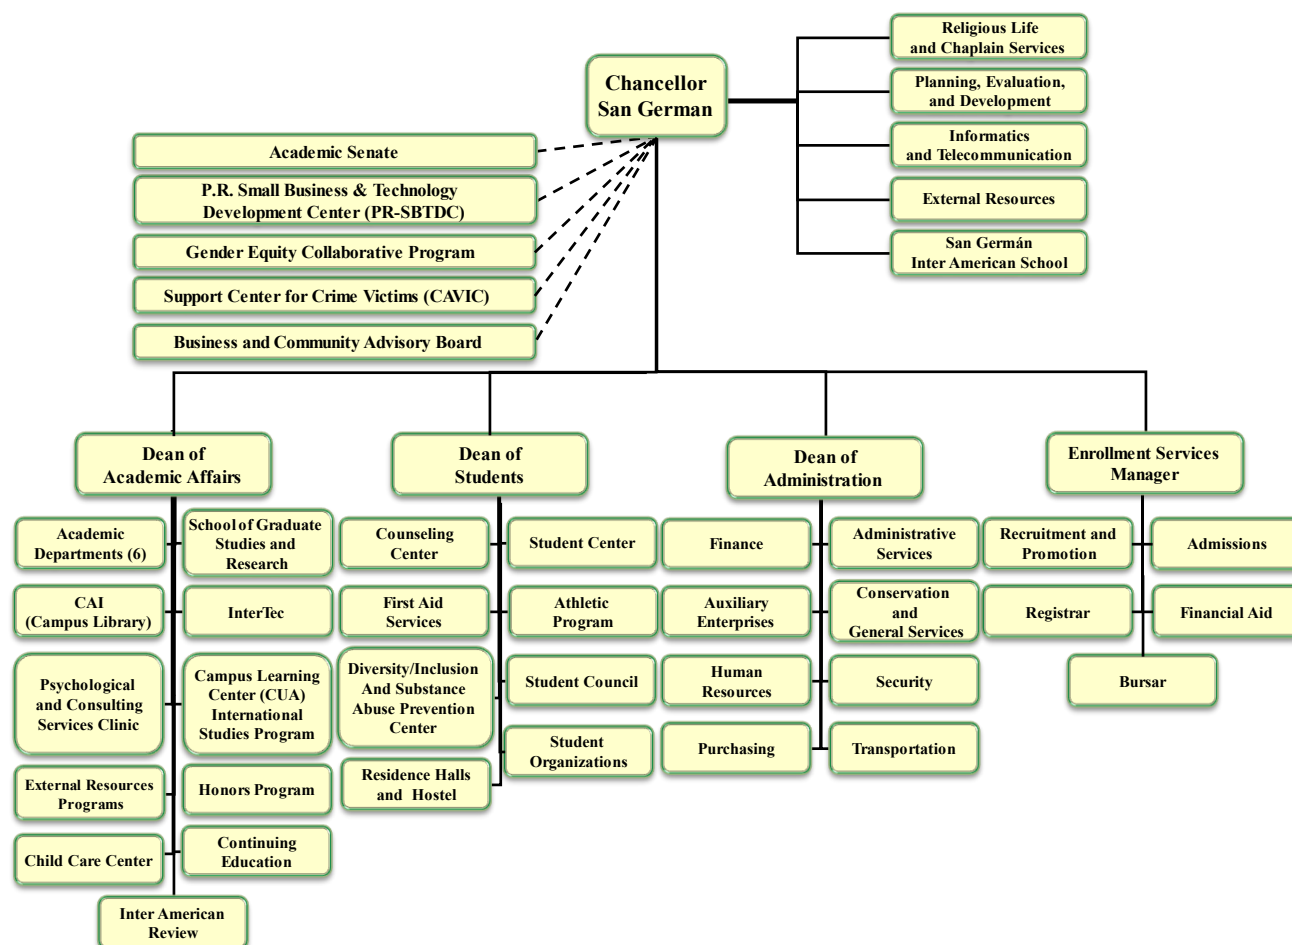 Religious Life
and Chaplain Services
Chancellor
San German
Planning, Evaluation,
and Development
Informatics
and Telecommunication
External Resources
San Germán
Inter American School
Academic Senate
P.R. Small Business & Technology
Development Center (PR-SBTDC)
Gender Equity Collaborative Program
Support Center for Crime Victims (CAVIC)
Business and Community Advisory Board
Dean of
Academic Affairs
Dean of
Students
Dean of
Administration
Enrollment Services
Manager
Academic
Departments (6)
School of Graduate
Studies and
Research
CAI
(Campus Library)
InterTec
Psychological
and Consulting
Services Clinic
Campus Learning
Center (CUA)
International
Studies Program
External Resources
Programs
Honors Program
Child Care Center
Continuing
Education
Inter American
Review
Counseling
Center
Student Center
First Aid
Services
Athletic
Program
Diversity/Inclusion
And Substance
Abuse Prevention
Center
Student Council
Student
Organizations
Residence Halls
and Hostel
Finance
Administrative
Services
Auxiliary
Enterprises
Conservation
and
General Services
Human
Resources
Security
Purchasing
Transportation
Recruitment and
Promotion
Admissions
Registrar
Financial Aid
Bursar